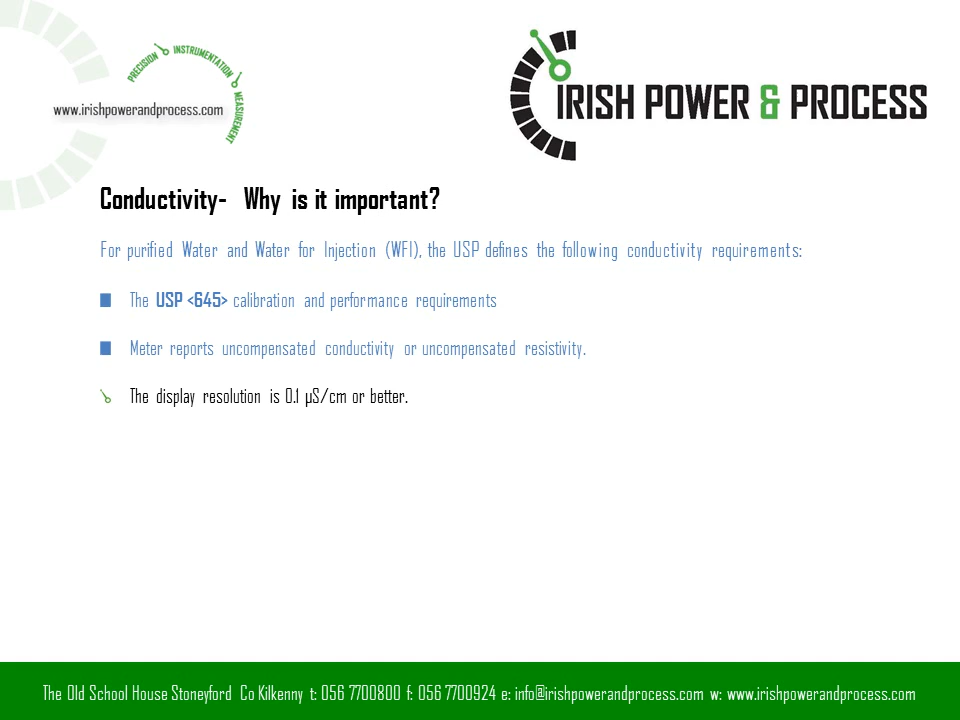 PRECISION INSTRUMENTATION MEASUREMENT
www.irishpowerandprocess.com
IRISH POWER & PROCESS
Conductivity- Why is it important?
For purified Water and Water for Injection (WFI), the USP defines the following conductivity requirements:
The USP <645> calibration and performance requirements
Meter reports uncompensated conductivity or uncompensated resistivity.
The display resolution is 0.1 µS/cm or better.
The Old School House Stoneyford Co Kilkenny t: 056 7700800 f: 056 7700924 e: info@irishpowerandprocess.com w: www.irishpowerandprocess.com